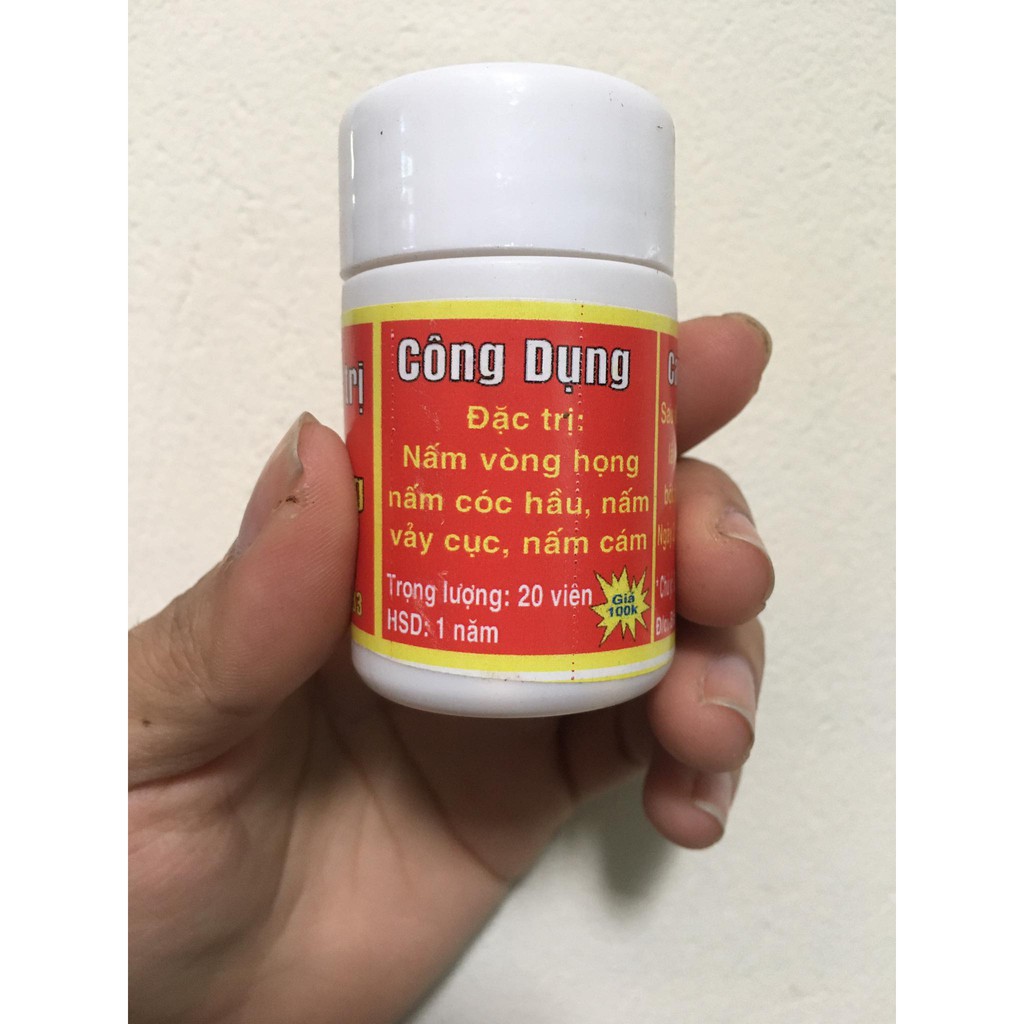 Công Dụng
Đặc trị:
Nấm vòng họng
nấm cóc hầu, nấm
vảy cục, nấm cám
Trọng lượng: 20 viên
HSD: 1 năm
Giá
100k